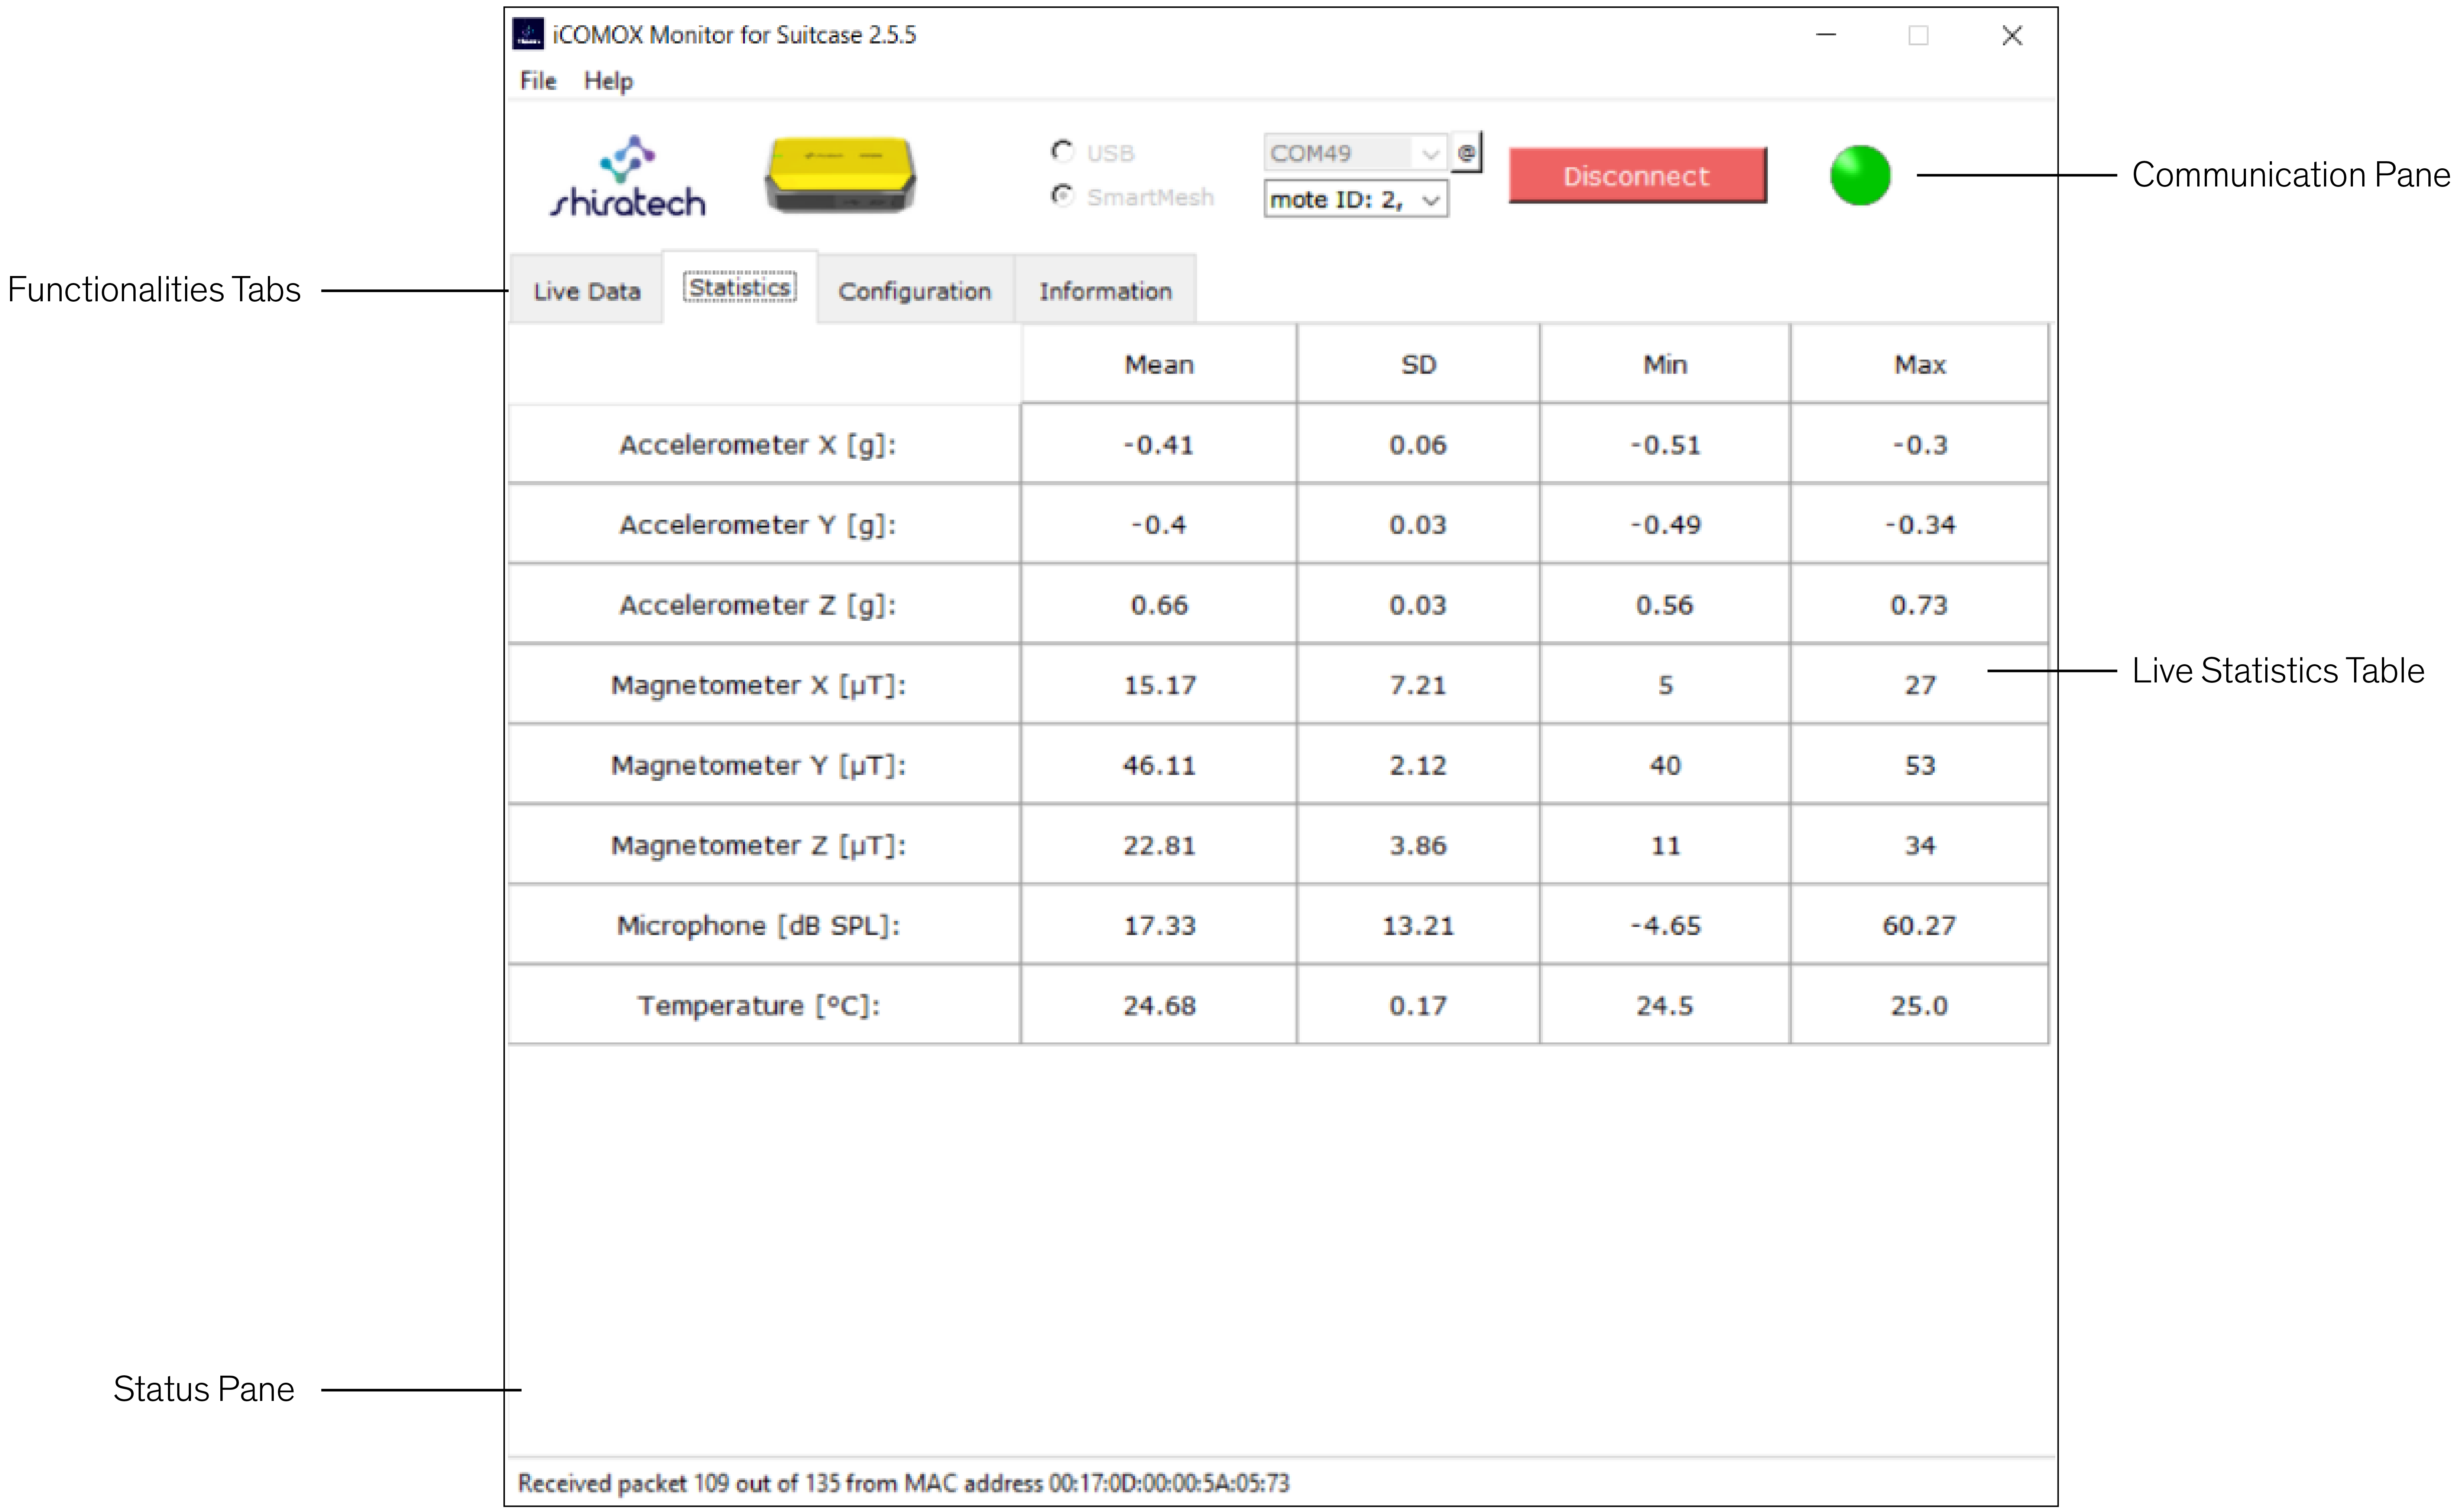 iCOMOX Monitor for Suitcase 2.5.5
File Help
shiratech
USB
COM49
@
SmartMesh
mote ID: 2,
Disconnect
Communication Pane
Functionalities Tabs
Live Data Statistics Configuration Information
Mean SD Min Max
Accelerometer X [g]: -0.41 0.06 -0.51 -0.3
Accelerometer Y [g]: -0.4 0.03 -0.49 -0.34
Accelerometer Z [g]: 0.66 0.03 0.56 0.73
Magnetometer X [µT]: 15.17 7.21 5 27
Live Statistics Table
Magnetometer Y [µT]: 46.11 2.12 40 53
Magnetometer Z [µT]: 22.81 3.86 11 34
Microphone [dB SPL]: 17.33 13.21 -4.65 60.27
Temperature [°C]: 24.68 0.17 24.5 25.0
Status Pane
Received packet 109 out of 135 from MAC address 00:17:0D:00:00:5A:05:73